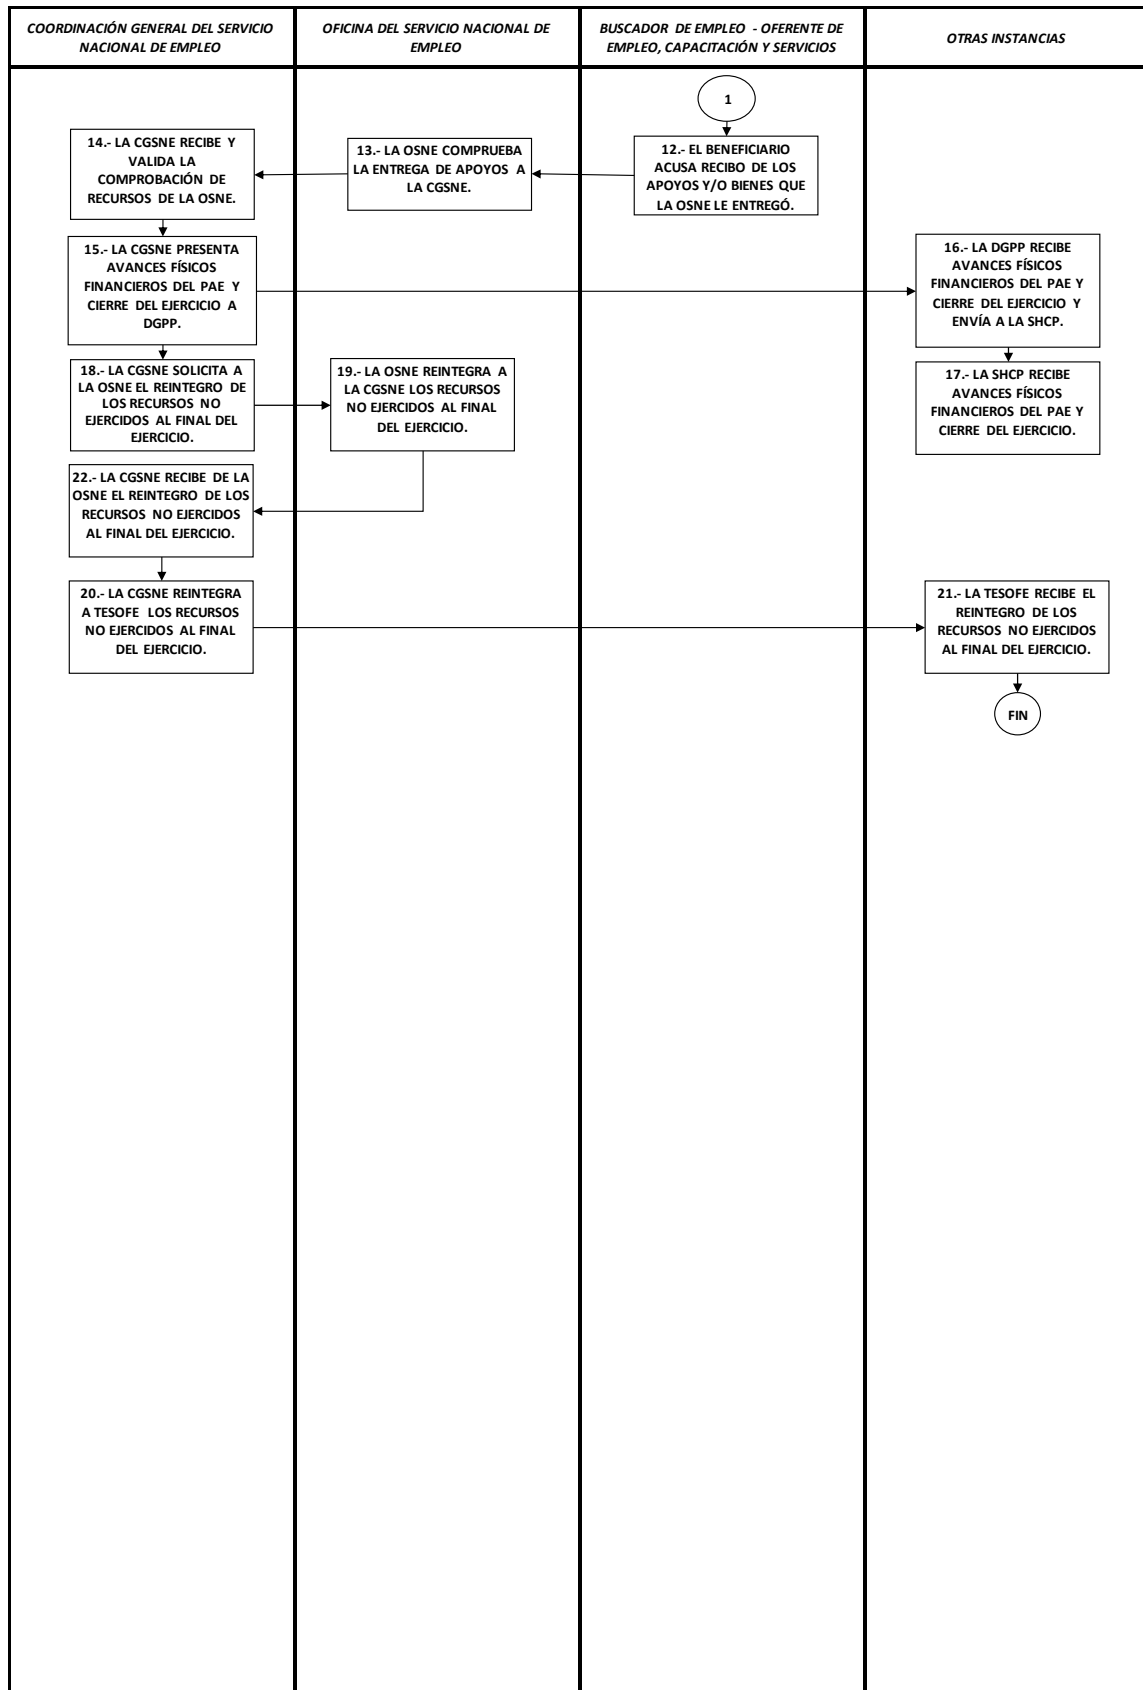 COORDINACIÓN GENERAL DEL SERVICIO
NACIONAL DE EMPLEO
OFICINA DEL SERVICIO NACIONAL DE
EMPLEO
BUSCADOR DE EMPLEO - OFERENTE DE
EMPLEO, CAPACITACIÓN Y SERVICIOS
OTRAS INSTANCIAS
1
12.- EL BENEFICIARIO
ACUSA RECIBO DE LOS
APOYOS Y/O BIENES QUE
LA OSNE LE ENTREGÓ.
13.- LA OSNE COMPRUEBA
LA ENTREGA DE APOYOS A
LA CGSNE.
14.- LA CGSNE RECIBE Y
VALIDA LA
COMPROBACIÓN DE
RECURSOS DE LA OSNE.
15.- LA CGSNE PRESENTA
AVANCES FÍSICOS
FINANCIEROS DEL PAE Y
CIERRE DEL EJERCICIO A
DGPP.
16.- LA DGPP RECIBE
AVANCES FÍSICOS
FINANCIEROS DEL PAE Y
CIERRE DEL EJERCICIO Y
ENVÍA A LA SHCP.
17.- LA SHCP RECIBE
AVANCES FÍSICOS
FINANCIEROS DEL PAE Y
CIERRE DEL EJERCICIO.
18.- LA CGSNE SOLICITA A
LA OSNE EL REINTEGRO DE
LOS RECURSOS NO
EJERCIDOS AL FINAL DEL
EJERCICIO.
19.- LA OSNE REINTEGRA A
LA CGSNE LOS RECURSOS
NO EJERCIDOS AL FINAL
DEL EJERCICIO.
22.- LA CGSNE RECIBE DE LA
OSNE EL REINTEGRO DE LOS
RECURSOS NO EJERCIDOS
AL FINAL DEL EJERCICIO.
20.- LA CGSNE REINTEGRA
A TESOFE LOS RECURSOS
NO EJERCIDOS AL FINAL
DEL EJERCICIO.
21.- LA TESOFE RECIBE EL
REINTEGRO DE LOS
RECURSOS NO EJERCIDOS
AL FINAL DEL EJERCICIO.
FIN